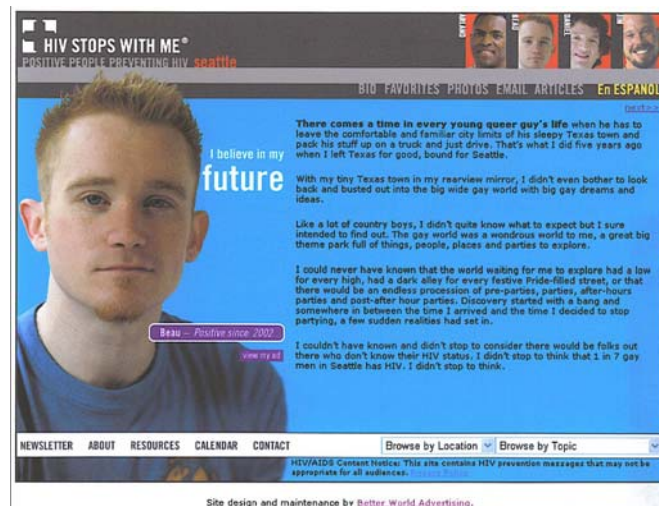 HIV STOPS WITH ME®
POSITIVE PEOPLE PREVENTING HIV seattle
BEAU
DANIEL
BIO FAVORITES PHOTOS EMAIL ARTICLES En ESPAÑOL
next>>
I believe in my
future
There comes a time in every young queer guy's life when he has to
leave the comfortable and familiar city limits of his sleepy Texas town and
pack his stuff up on a truck and just drive. That's what I did five years ago
when I left Texas for good, bound for Seattle.
With my tiny Texas town in my rearview mirror, I didn't even bother to look
back and busted out into the big wide gay world with big gay dreams and
ideas.
Like a lot of country boys, I didn't quite know what to expect but I sure
intended to find out. The gay world was a wondrous world to me, a great big
theme park full of things, people, places and parties to explore.
I could never have known that the world waiting for me to explore had a low
for every high, had a dark alley for every festive Pride-filled street, or that
there would be an endless procession of pre-parties, parties, after-hours
parties and post-after hour parties. Discovery started with a bang and
somewhere in between the time I arrived and the time I decided to stop
partying, a few sudden realities had set in.
I couldn't have known and didn't stop to consider there would be folks out
there who don't know their HIV status. I didn't stop to think that 1 in 7 gay
men in Seattle has HIV. I didn't stop to think.
Beau – Positive since 2002
view my ad
NEWSLETTER ABOUT RESOURCES CALENDAR CONTACT
Browse by Location Browse by Topic
HIV/AIDS Content Notice: This site contains HIV prevention messages that may not be
appropriate for all audiences. Privacy Policy
Site design and maintenance by Better World Advertising.